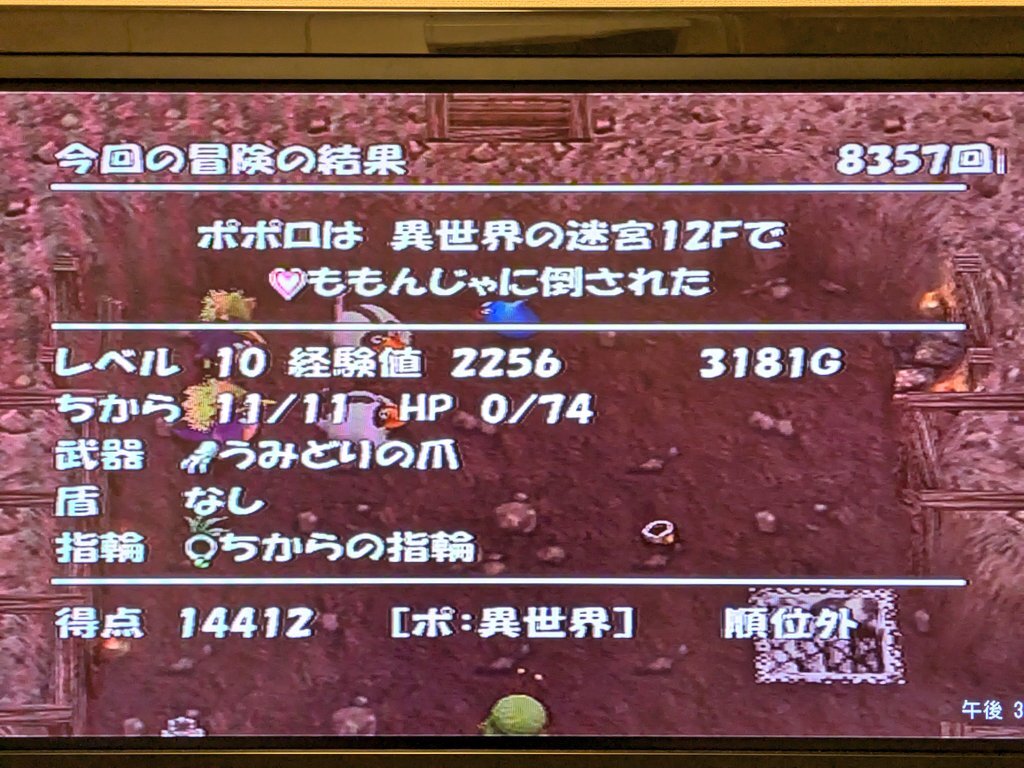 今回の冒険の結果 8357回
ポポロは 異世界の迷宮12Fで
ももんじゃに倒された
レベル 10 経験値 2256 3181G
ちから 11/11 HP 0/74
武器 うみどりの爪
盾 なし
指輪 ちからの指輪
得点 14412 [ポ:異世界] 順位外
午後 3